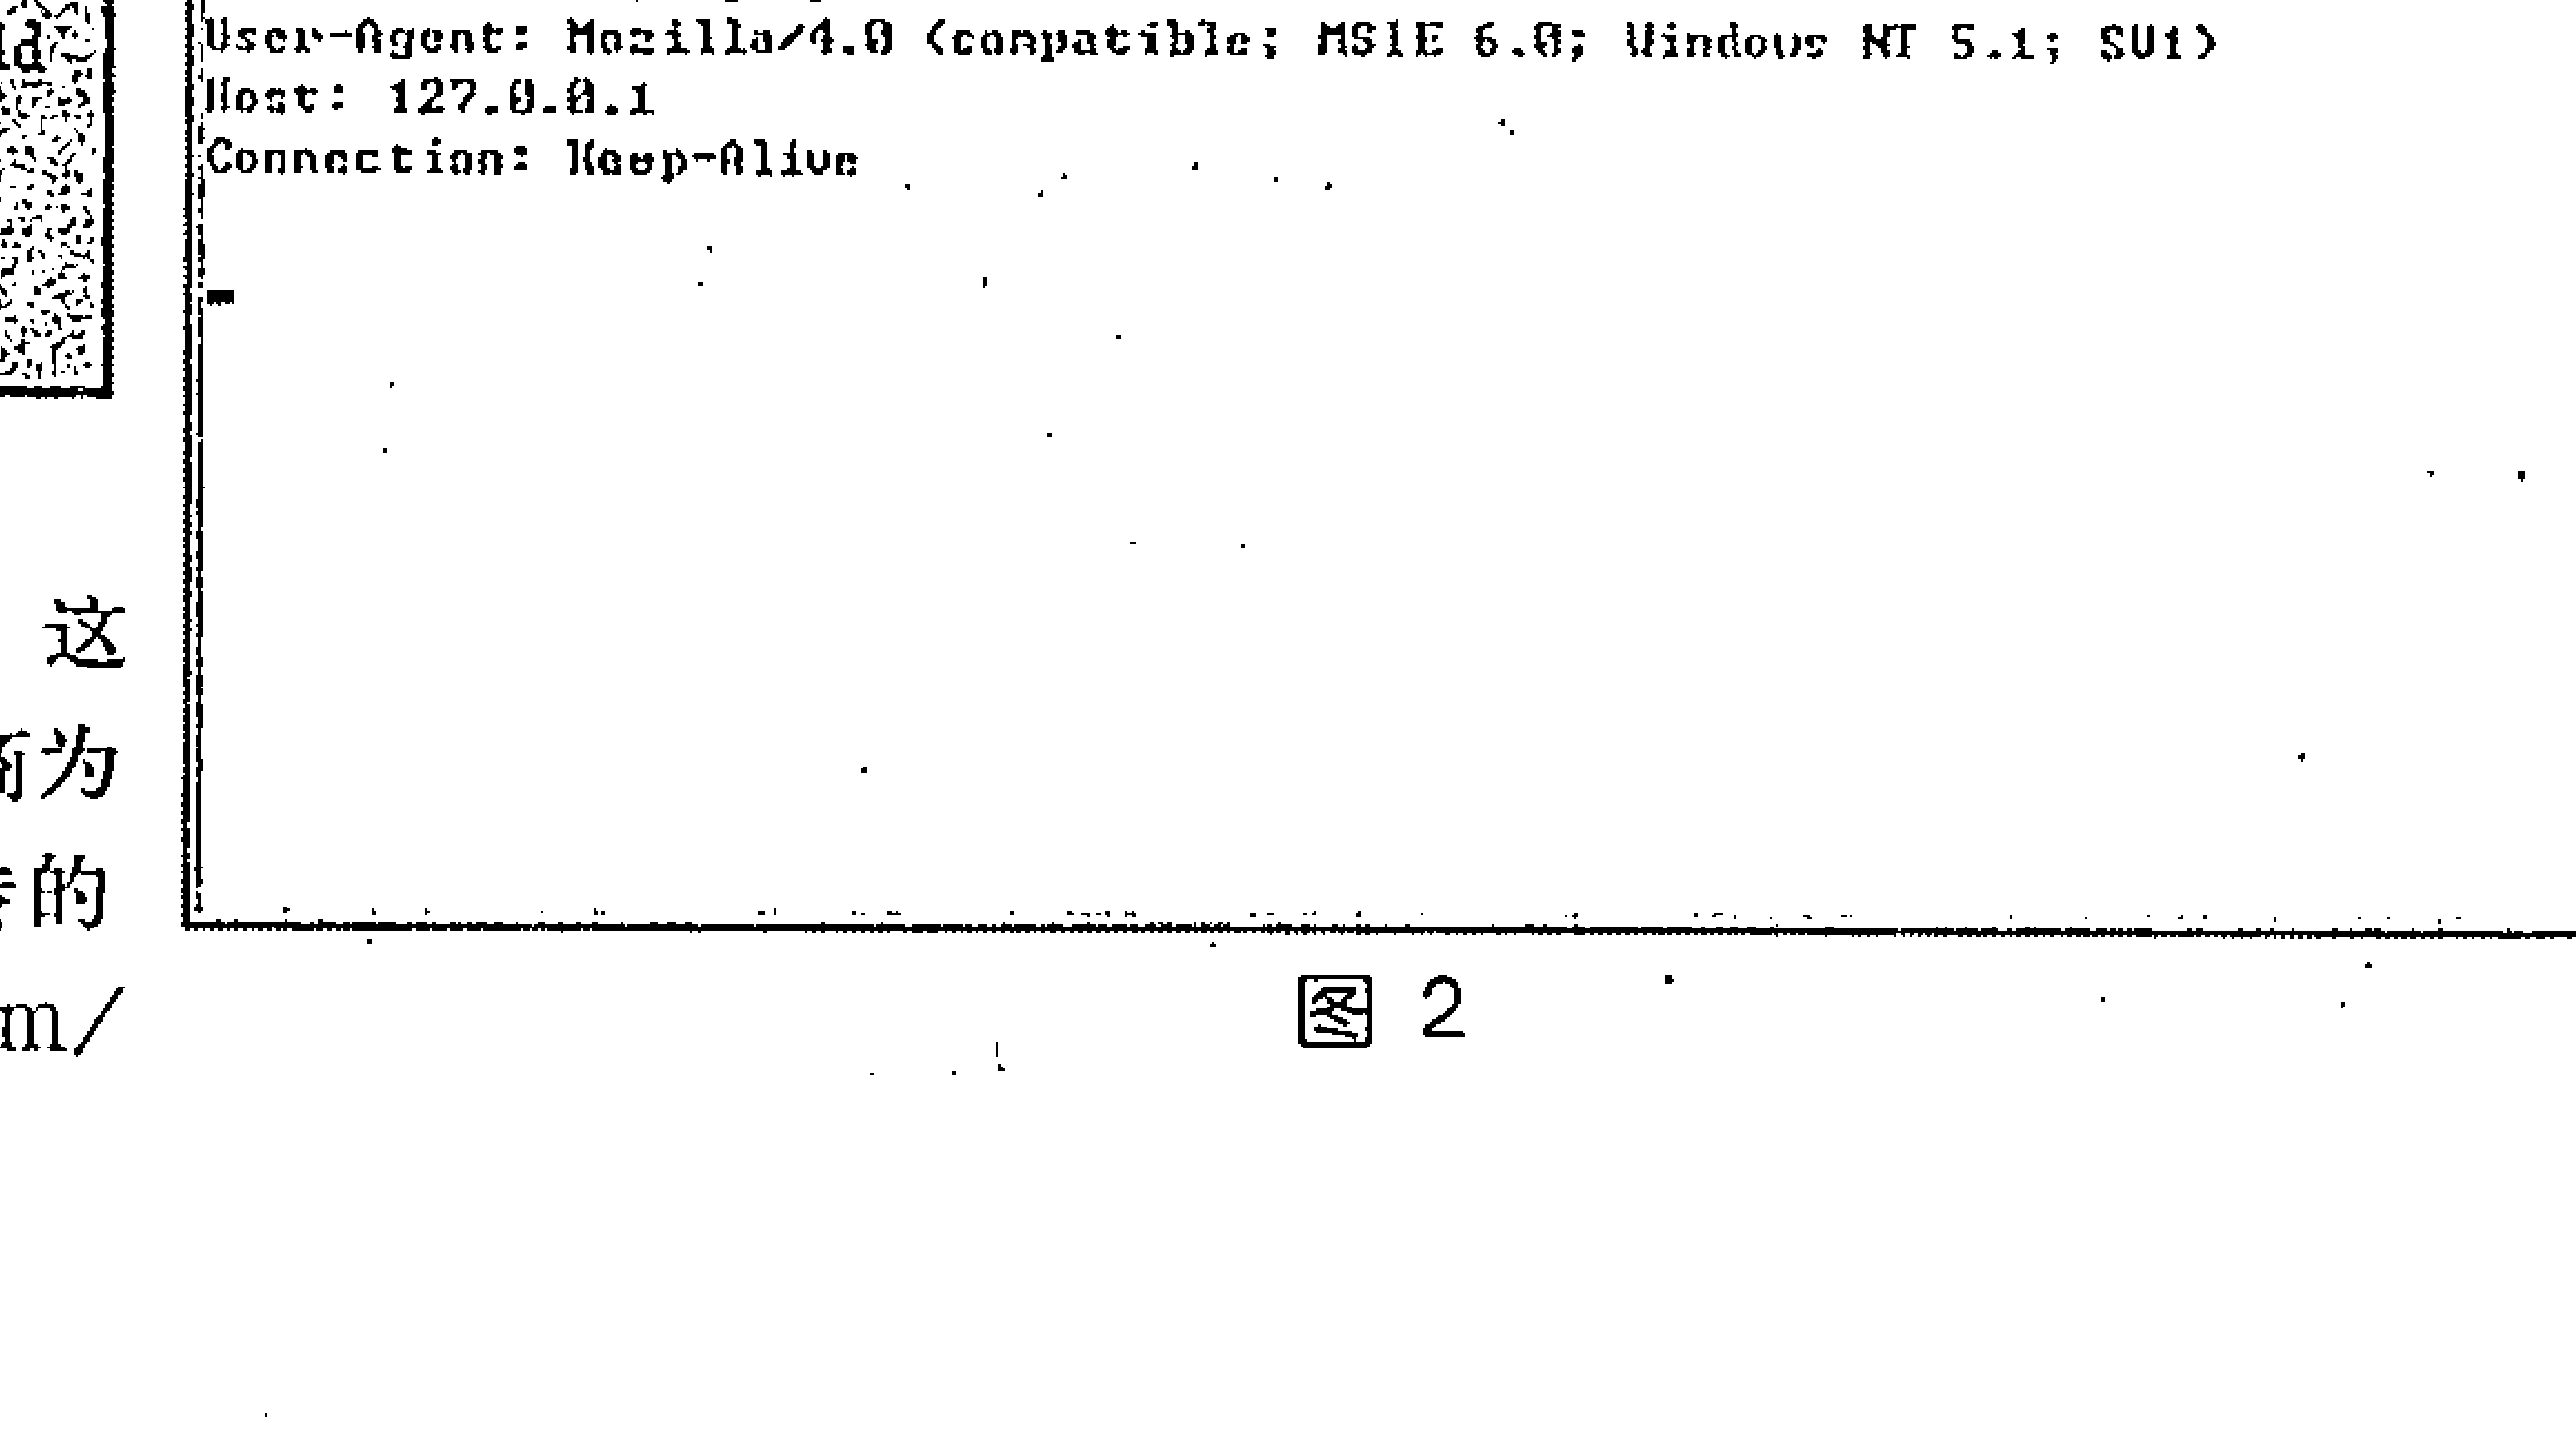 User-Agent: Mozilla/4.0 (compatible; MSIE 6.0; Windows NT 5.1; SV1)
Host: 127.0.0.1
Connection: Keep-Alive
这
为
的
m/
图 2